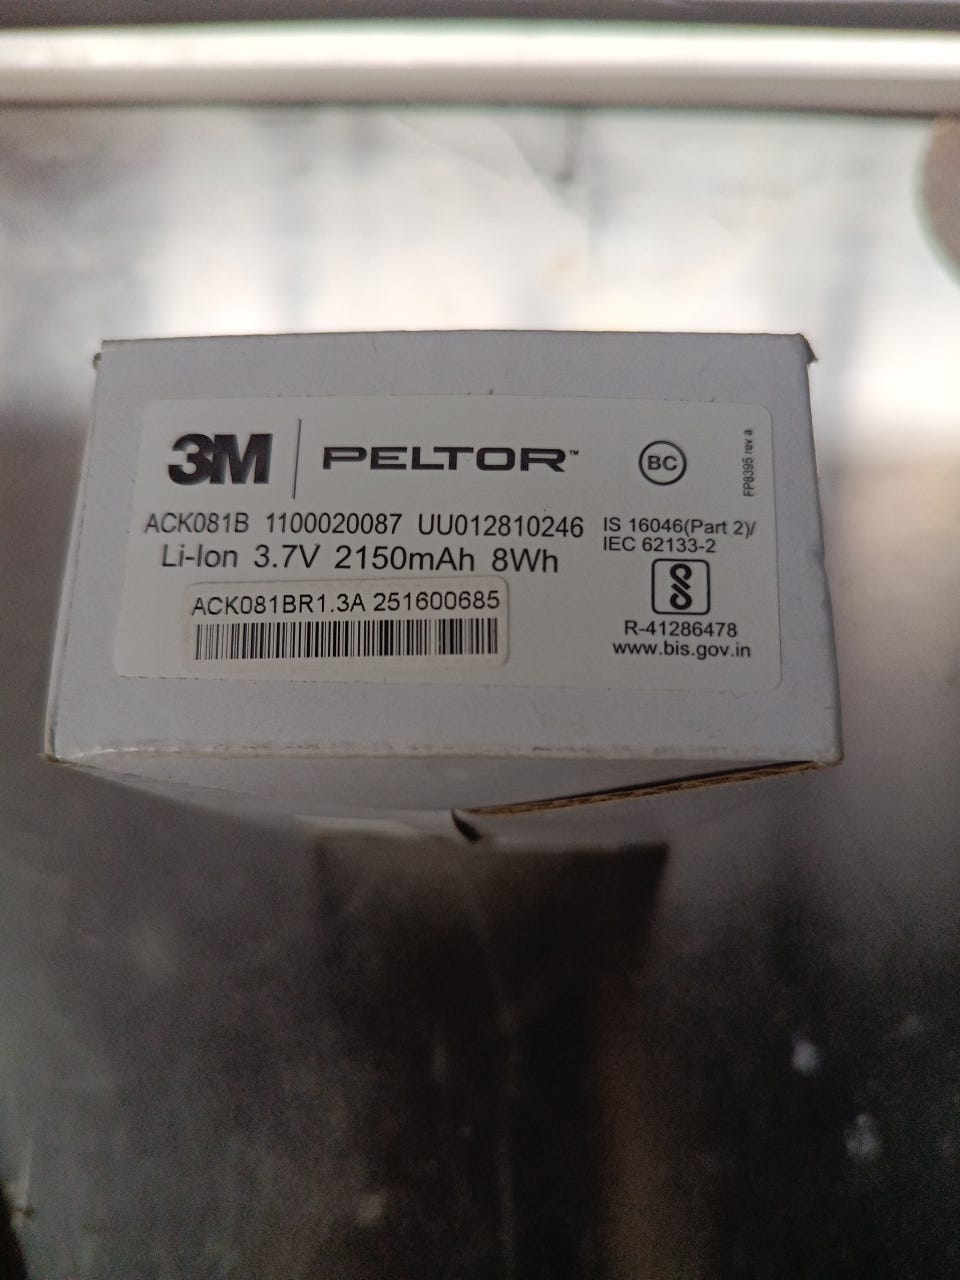 3M | PELTOR™
BC
FP8395 rev a
ACK081B 1100020087 UU012810246
Li-Ion 3.7V 2150mAh 8Wh
ACK081BR1.3A 251600685
IS 16046(Part 2)/
IEC 62133-2
R-41286478
www.bis.gov.in